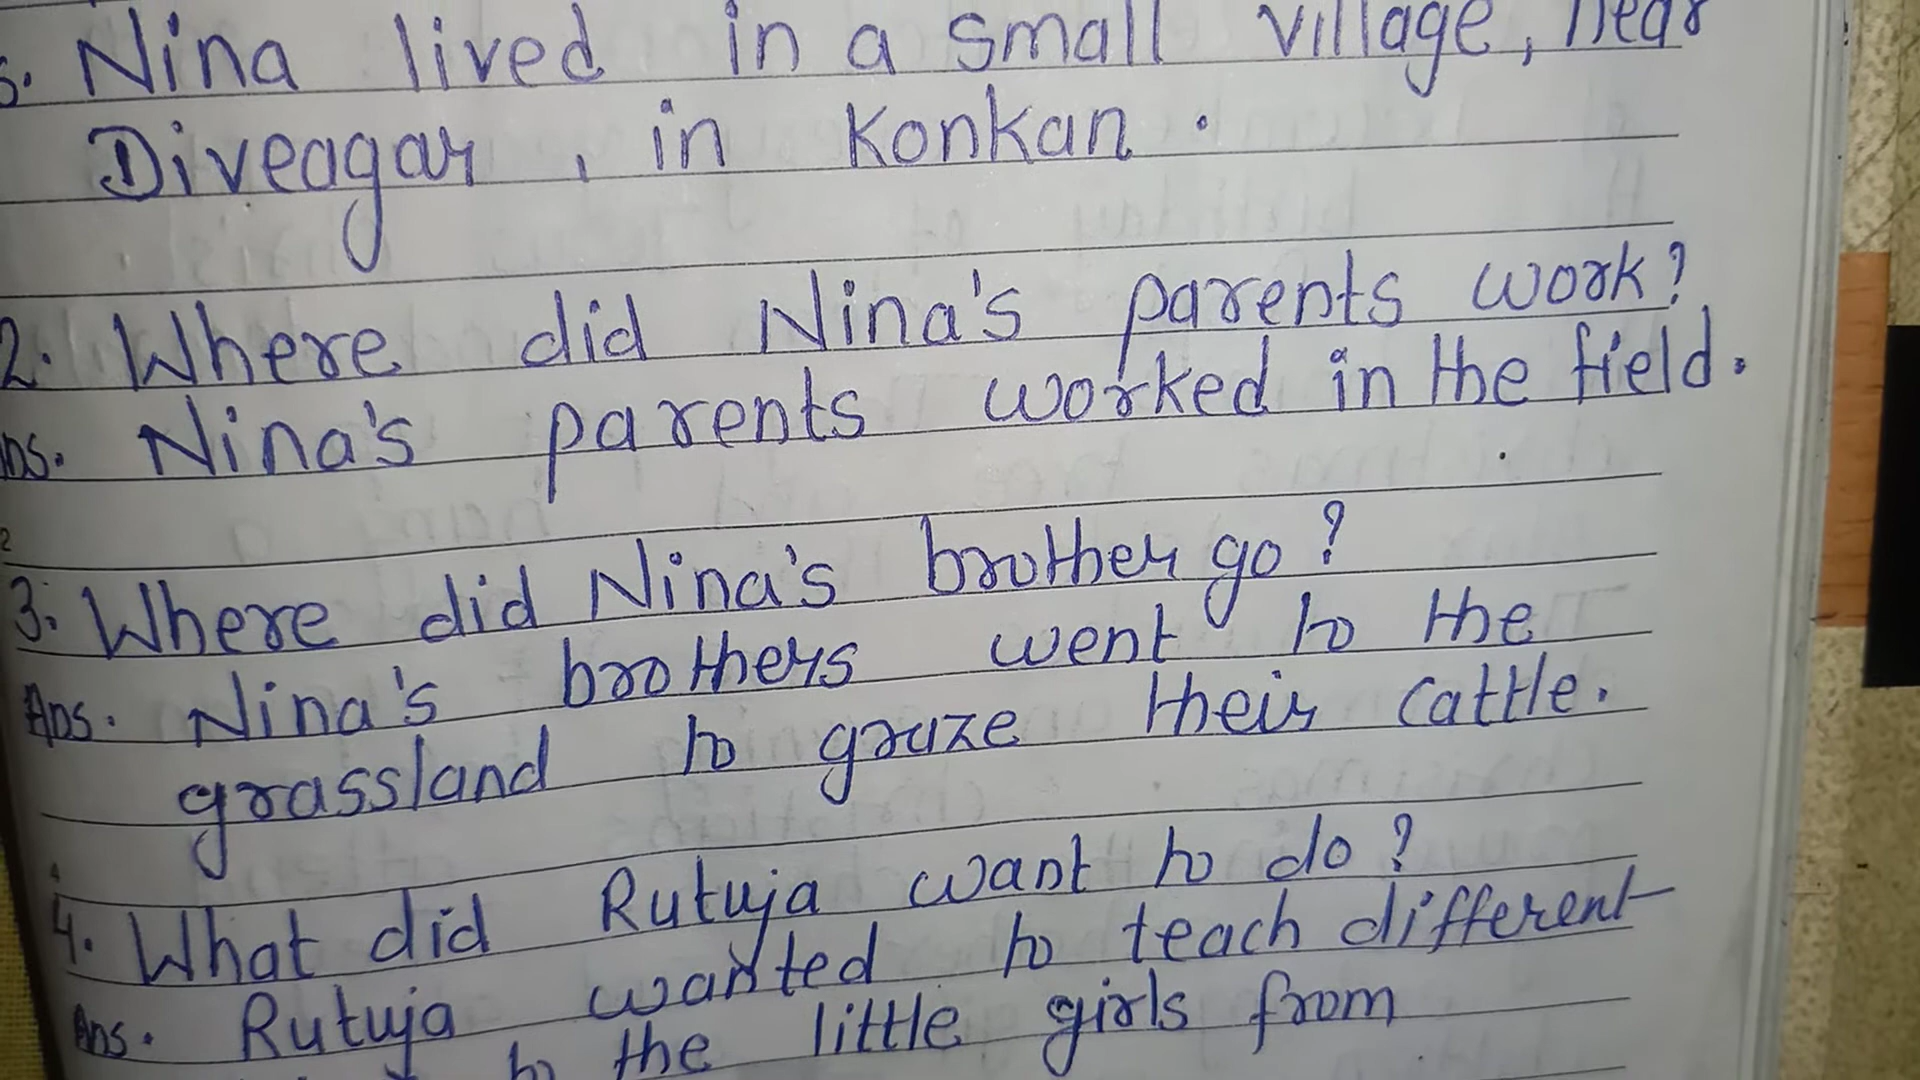 s. Nina lived in a small village, near
Diveagar, in Konkan.
2. Where did Nina's parents work?
Ans. Nina's parents worked in the field.
3. Where did Nina's brother go?
Ans. Nina's brothers went to the
grassland to graze their cattle.
4. What did Rutuja want to do?
Ans. Rutuja wanted to teach different
to the little girls from